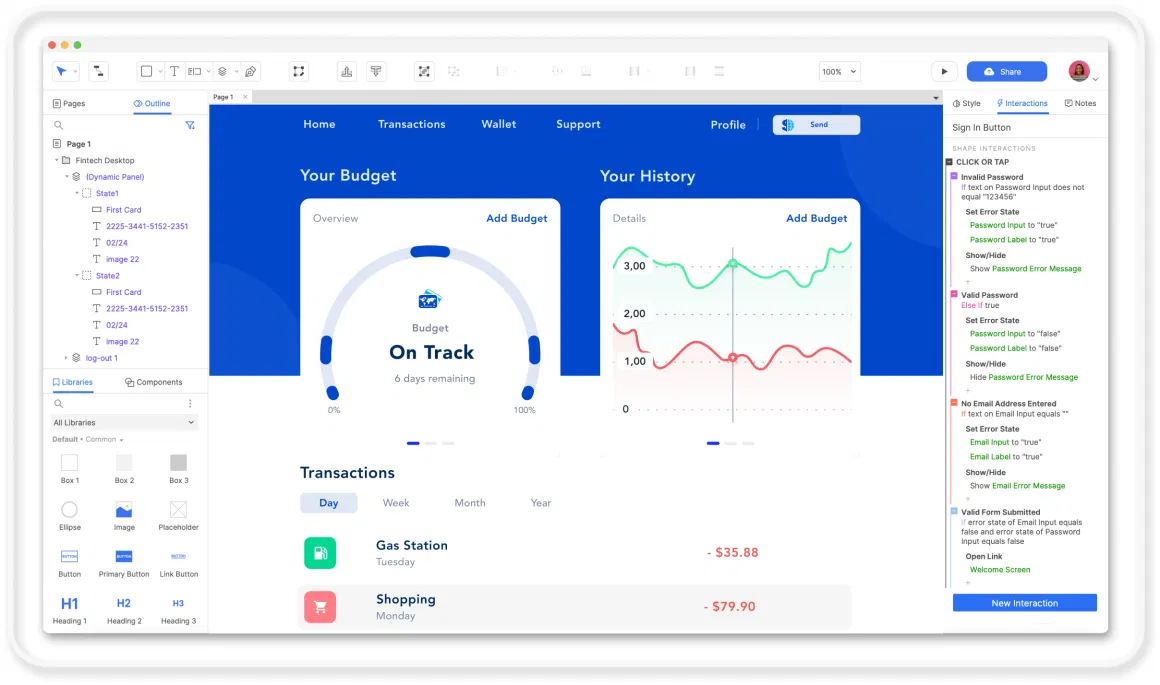 100%
Share
Pages
Outline
Page 1
Fintech Desktop
(Dynamic Panel)
State1
First Card
2225-3441-5152-2351
02/24
image 22
State2
First Card
2225-3441-5152-2351
02/24
image 22
log-out 1
Libraries
Components
All Libraries
Default • Common
Box 1
Box 2
Box 3
Ellipse
Image
Placeholder
BUTTON
BUTTON
BUTTON
Button
Primary Button
Link Button
H1
H2
H3
Heading 1
Heading 2
Heading 3
Page 1
Home
Transactions
Wallet
Support
Profile
Send
Your Budget
Overview
Add Budget
Budget
On Track
6 days remaining
0%
100%
Your History
Details
Add Budget
3,00
2,00
1,00
0
Transactions
Day
Week
Month
Year
Gas Station
Tuesday
- $35.88
Shopping
Monday
- $79.90
Style
Interactions
Notes
Sign In Button
SHAPE INTERACTIONS
CLICK OR TAP
Invalid Password
If text on Password Input does not
equal "123456"
Set Error State
Password Input to "true"
Password Label to "true"
Show/Hide
Show Password Error Message
+
Valid Password
Else If true
Set Error State
Password Input to "false"
Password Label to "false"
Show/Hide
Hide Password Error Message
+
No Email Address Entered
If text on Email Input equals ""
Set Error State
Email Input to "true"
Email Label to "true"
Show/Hide
Show Email Error Message
+
Valid Form Submitted
If error state of Email Input equals
false and error state of Password
Input equals false
Open Link
Welcome Screen
+
New Interaction